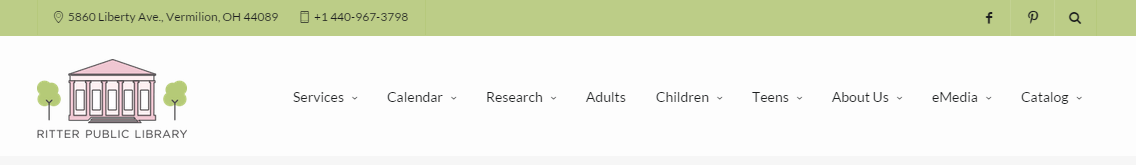 5860 Liberty Ave., Vermilion, OH 44089 +1 440-967-3798
RITTER PUBLIC LIBRARY
Services Calendar Research Adults Children Teens About Us eMedia Catalog